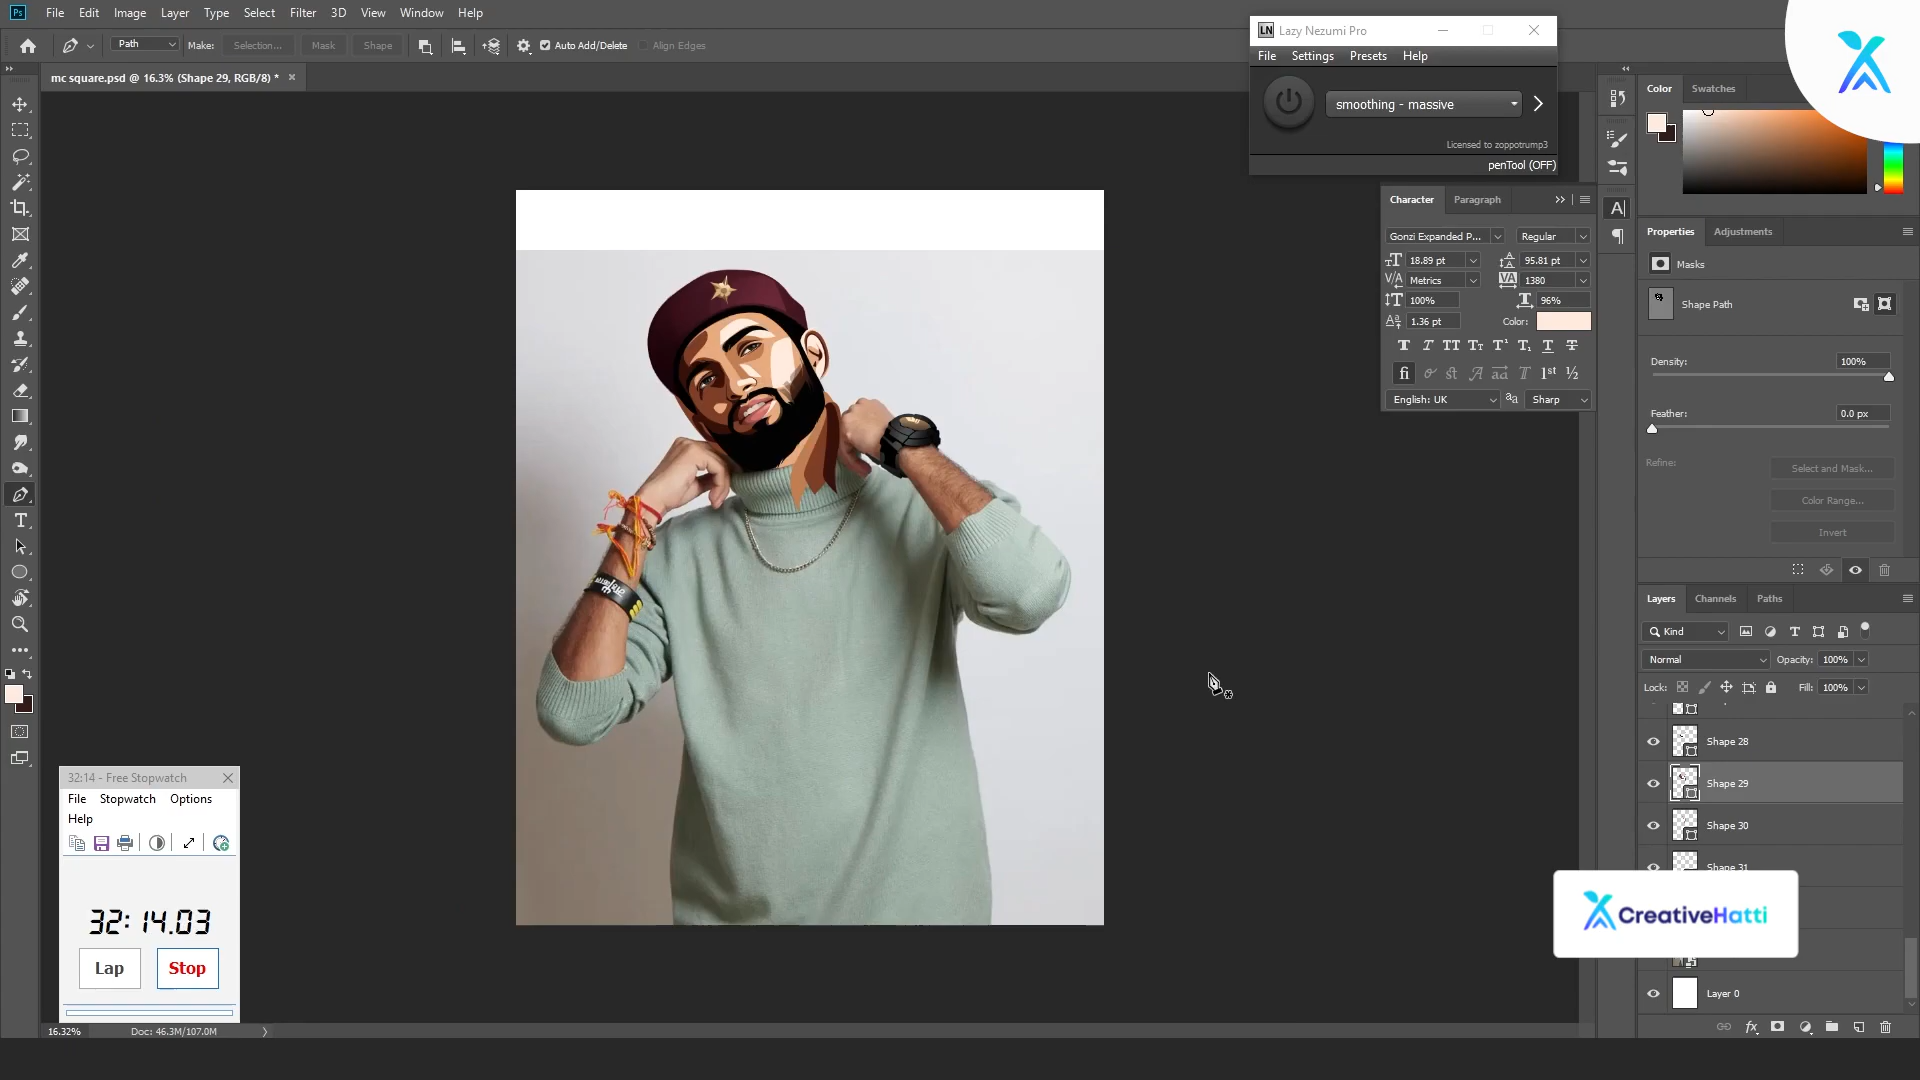 Ps File Edit Image Layer Type Select Filter 3D View Window Help
Path Make: Selection... Mask Shape Auto Add/Delete Align Edges
mc square.psd @ 16.3% (Shape 29, RGB/8) *
LN Lazy Nezumi Pro
File Settings Presets Help
smoothing - massive
Licensed to zoppotrump3
penTool (OFF)
Character Paragraph
Gonzi Expanded P... Regular
18.89 pt 95.81 pt
Metrics 1380
100% 96%
1.36 pt Color:
English: UK Sharp
Color Swatches
Properties Adjustments
Masks
Shape Path
Density: 100%
Feather: 0.0 px
Refine: Select and Mask...
Color Range...
Invert
Layers Channels Paths
Kind
Normal Opacity: 100%
Lock: Fill: 100%
Shape 28
Shape 29
Shape 30
Shape 31
CreativeHatti
Layer 0
32:14 - Free Stopwatch
File Stopwatch Options
Help
32:14.03
Lap Stop
16.32% Doc: 46.3M/107.0M